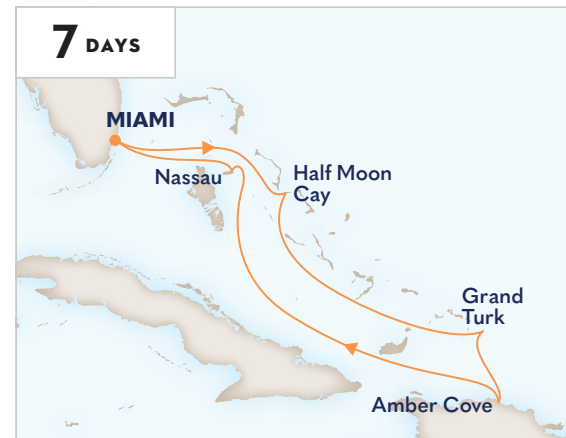 7 DAYS
MIAMI
Nassau
Half Moon
Cay
Grand
Turk
Amber Cove